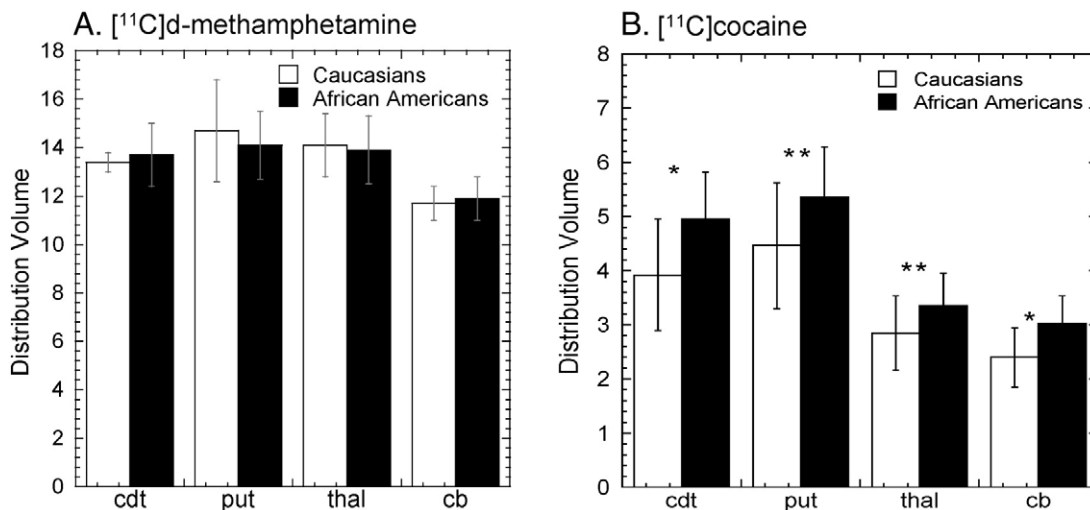 A. [¹¹C]d-methamphetamine
18
16
14
12
10
8
6
4
2
0
Distribution Volume
Caucasians
African Americans
cdt put thal cb
B. [¹¹C]cocaine
8
7
6
5
4
3
2
1
0
Distribution Volume
Caucasians
African Americans
* ** ** *
cdt put thal cb